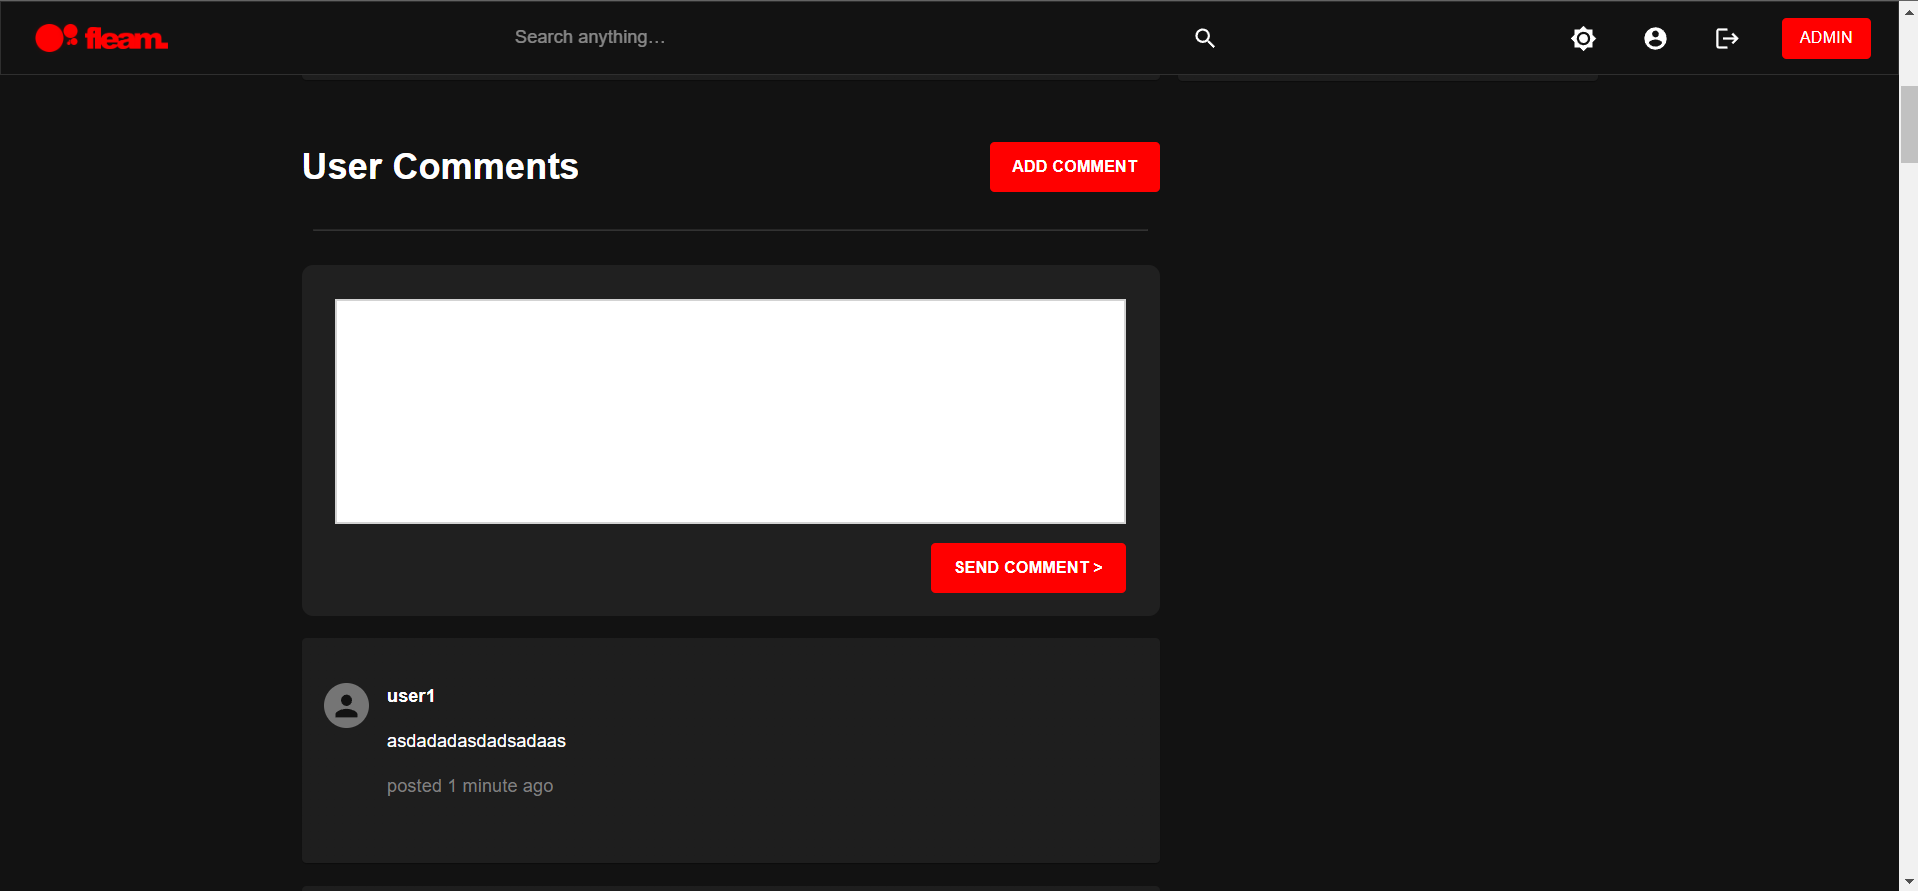 fleam.
Search anything...
ADMIN
User Comments
ADD COMMENT
SEND COMMENT >
user1
asdadadasdadsadaas
posted 1 minute ago